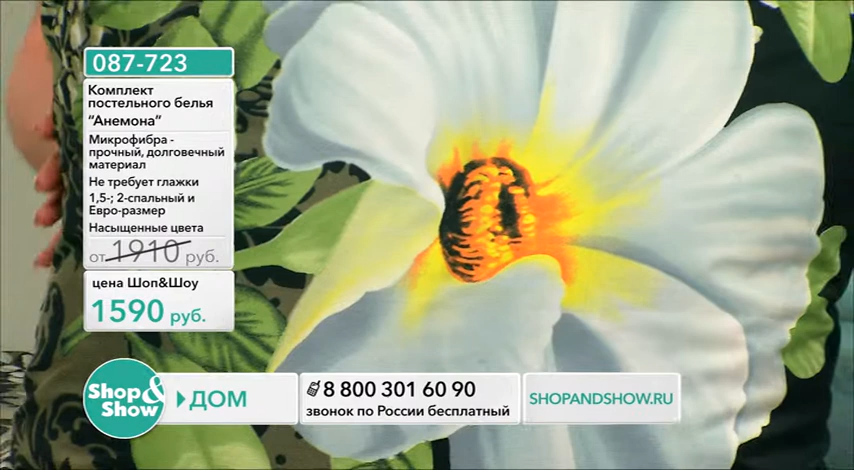 087-723
Комплект
постельного белья
“Анемона”
Микрофибра -
прочный, долговечный
материал
Не требует глажки
1,5-; 2-спальный и
Евро-размер
Насыщенные цвета
от 1910 руб.
цена Шоп&Шоу
1590 руб.
Shop&
Show
ДОМ
8 800 301 60 90
звонок по России бесплатный
SHOPANDSHOW.RU